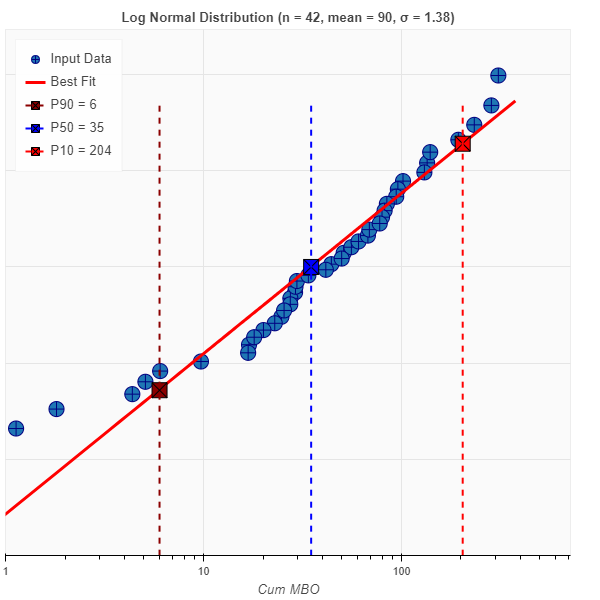 Log Normal Distribution (n = 42, mean = 90, σ = 1.38)
Input Data
Best Fit
P90 = 6
P50 = 35
P10 = 204
1 10 100
Cum MBO